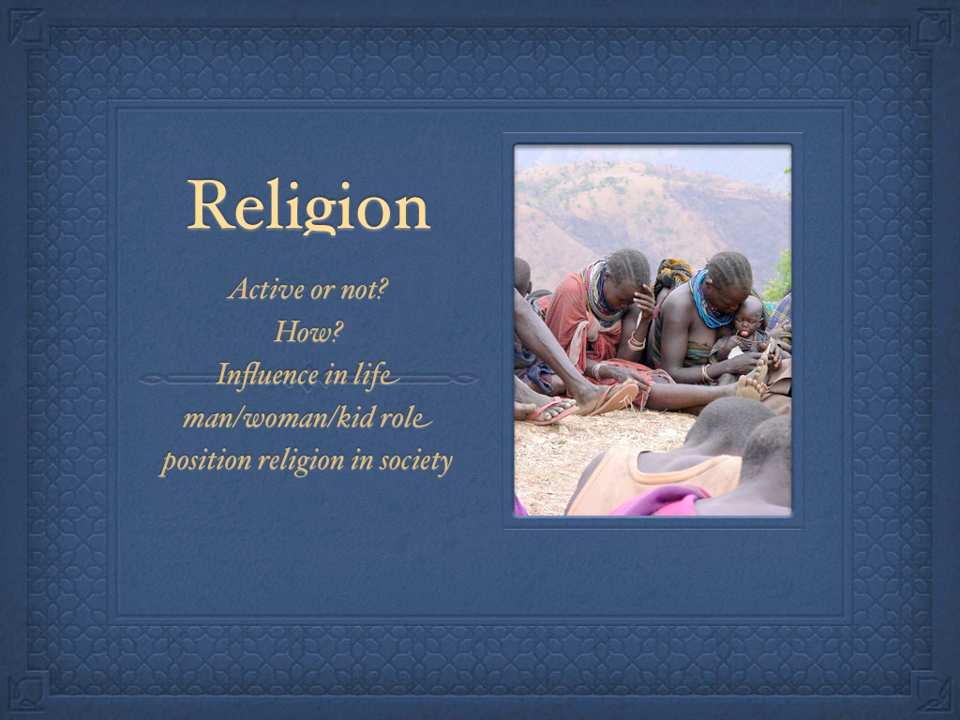 Religion
Active or not?
How?
Influence in life
man/woman/kid role
position religion in society